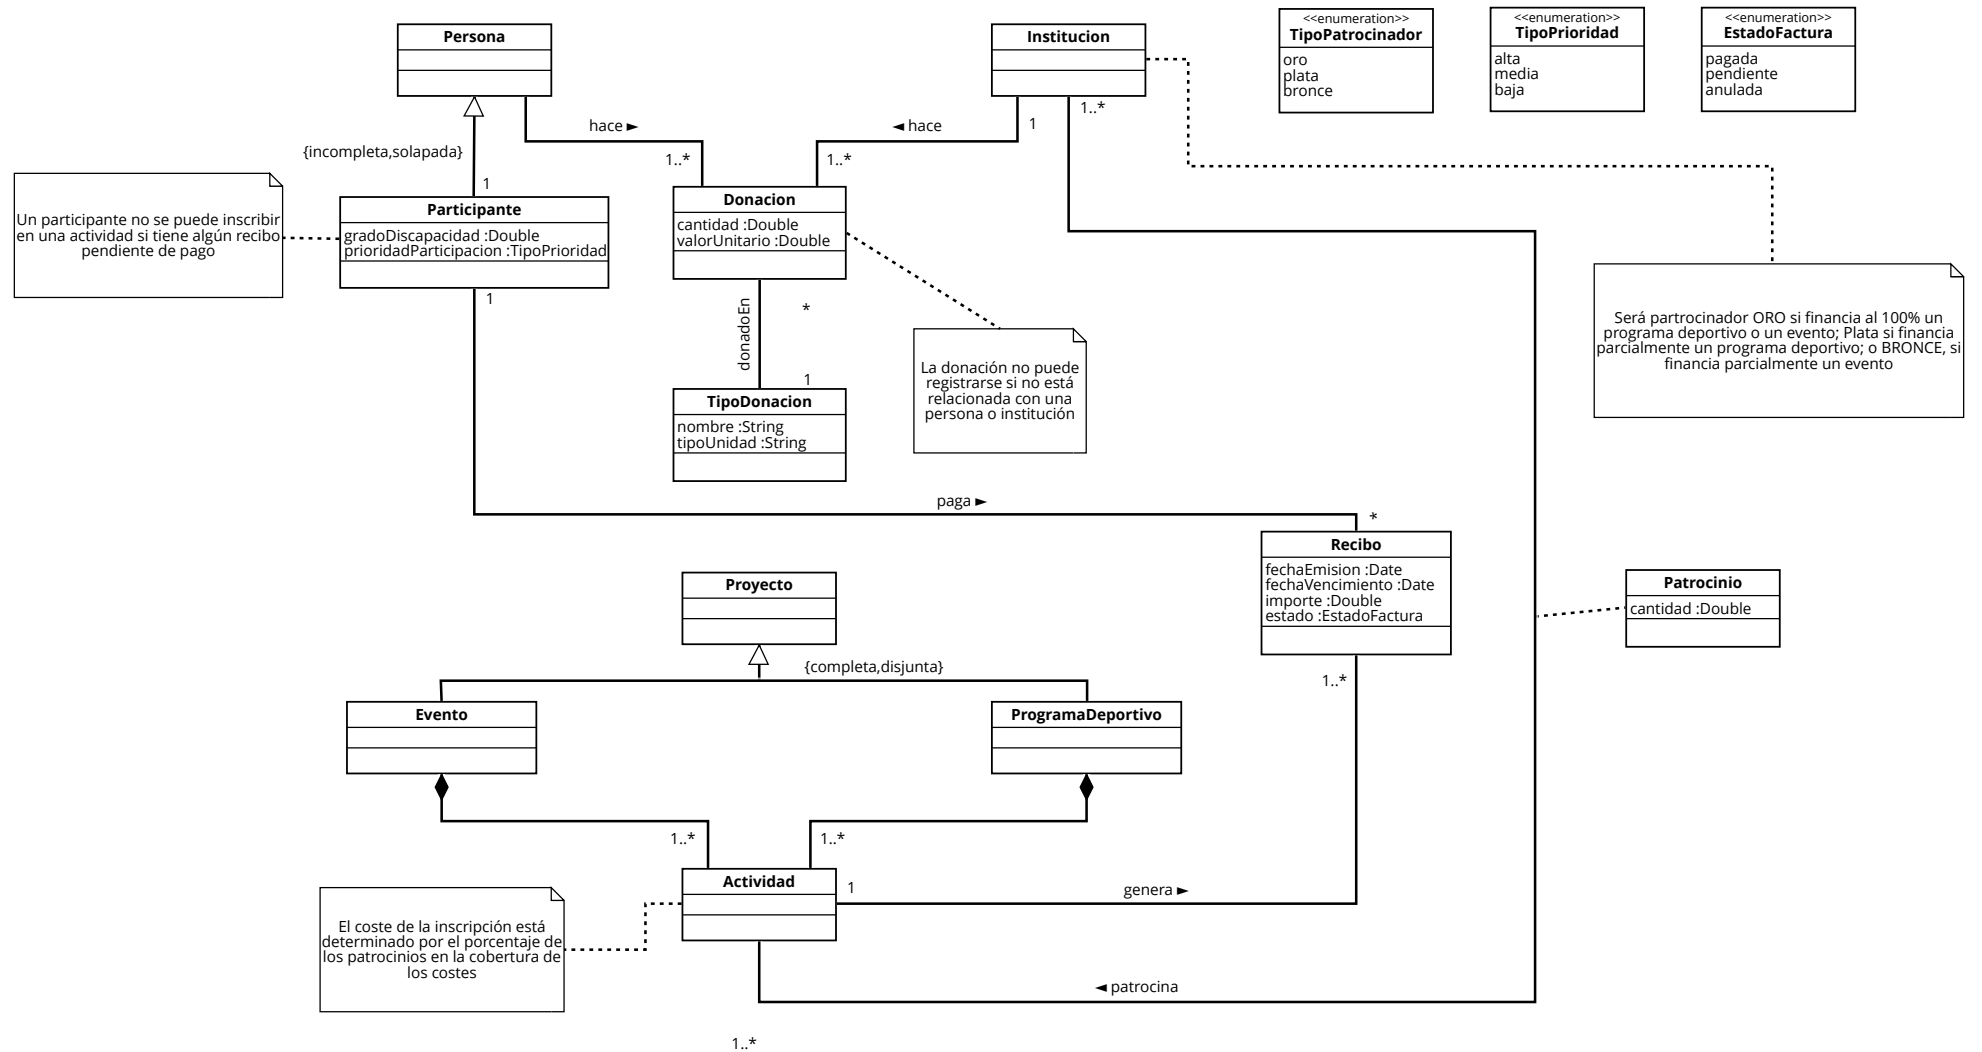 Persona
Institucion
<<enumeration>>
TipoPatrocinador
oro
plata
bronce
<<enumeration>>
TipoPrioridad
alta
media
baja
<<enumeration>>
EstadoFactura
pagada
pendiente
anulada
hace ►
◄ hace
1..*
1
{incompleta,solapada}
1..*
1..*
1
Un participante no se puede inscribir
en una actividad si tiene algún recibo
pendiente de pago
Participante
gradoDiscapacidad :Double
prioridadParticipacion :TipoPrioridad
1
Donacion
cantidad :Double
valorUnitario :Double
donadoEn
*
1
La donación no puede
registrarse si no está
relacionada con una
persona o institución
Será partrocinador ORO si financia al 100% un
programa deportivo o un evento; Plata si financia
parcialmente un programa deportivo; o BRONCE, si
financia parcialmente un evento
TipoDonacion
nombre :String
tipoUnidad :String
paga ►
*
Recibo
fechaEmision :Date
fechaVencimiento :Date
importe :Double
estado :EstadoFactura
1..*
Patrocinio
cantidad :Double
Proyecto
{completa,disjunta}
Evento
ProgramaDeportivo
1..*
1..*
Actividad
1
genera ►
El coste de la inscripción está
determinado por el porcentaje de
los patrocinios en la cobertura de
los costes
◄ patrocina
1..*